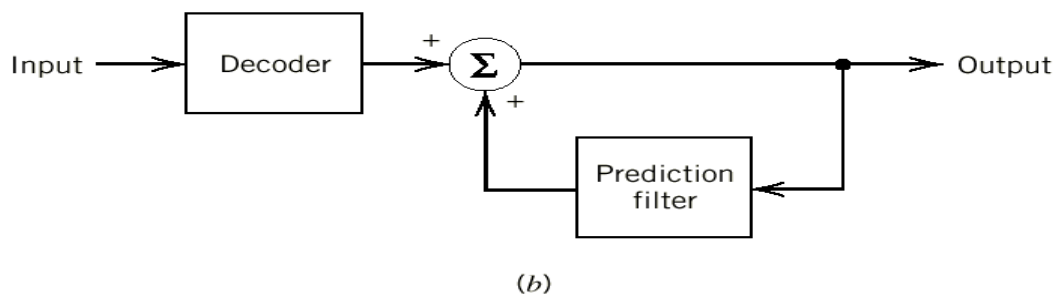 Input
Decoder
+
Σ
+
Output
Prediction
filter
(b)